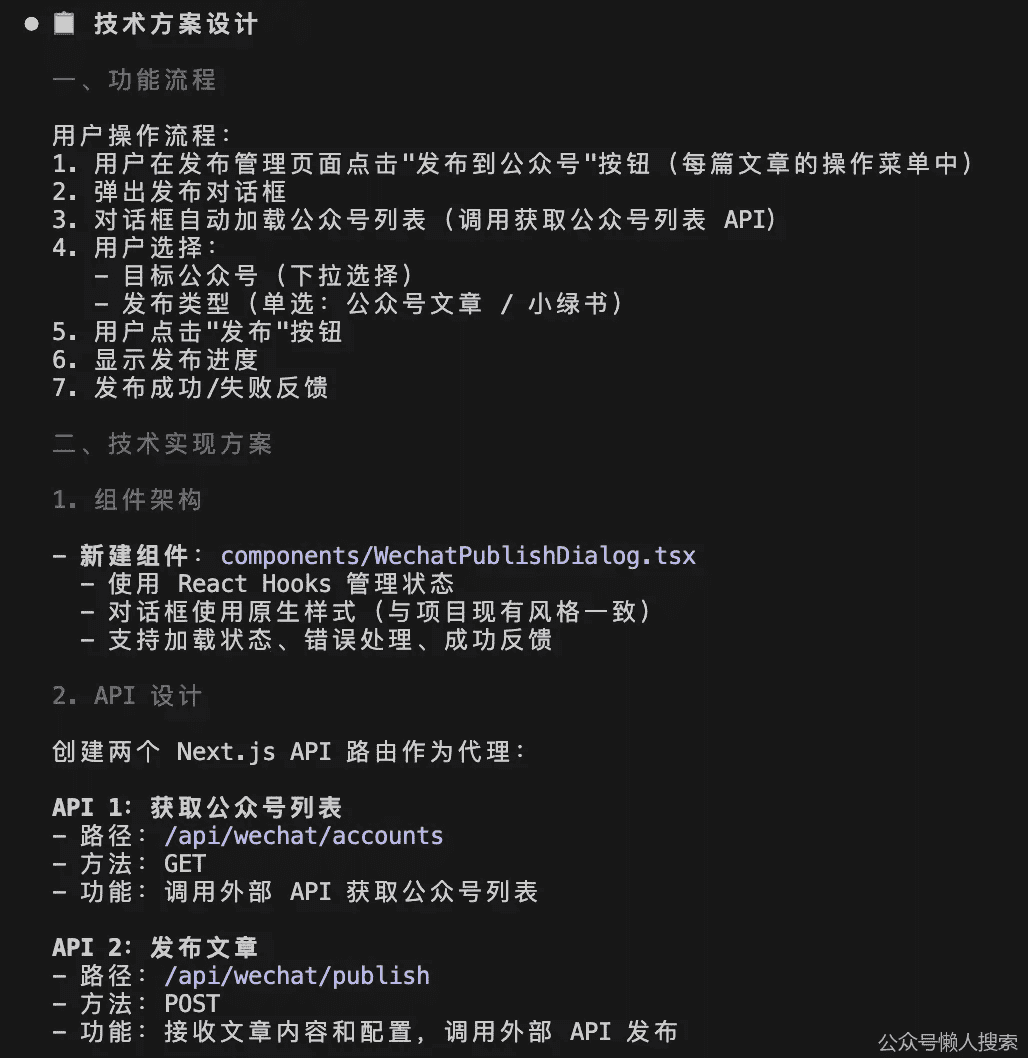 ● 📋 技术方案设计
一、功能流程
用户操作流程：
1. 用户在发布管理页面点击"发布到公众号"按钮（每篇文章的操作菜单中）
2. 弹出发布对话框
3. 对话框自动加载公众号列表（调用获取公众号列表 API）
4. 用户选择：
- 目标公众号（下拉选择）
- 发布类型（单选：公众号文章 / 小绿书）
5. 用户点击"发布"按钮
6. 显示发布进度
7. 发布成功/失败反馈
二、技术实现方案
1. 组件架构
- 新建组件：components/WechatPublishDialog.tsx
- 使用 React Hooks 管理状态
- 对话框使用原生样式（与项目现有风格一致）
- 支持加载状态、错误处理、成功反馈
2. API 设计
创建两个 Next.js API 路由作为代理：
API 1：获取公众号列表
- 路径：/api/wechat/accounts
- 方法：GET
- 功能：调用外部 API 获取公众号列表
API 2：发布文章
- 路径：/api/wechat/publish
- 方法：POST
- 功能：接收文章内容和配置，调用外部 API 发布
公众号懒人搜索